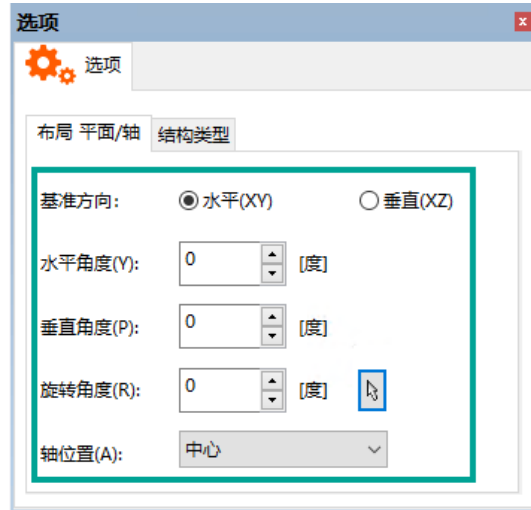 选项
选项
布局 平面/轴 结构类型
基准方向: 水平(XY) 垂直(XZ)
水平角度(Y): 0 [度]
垂直角度(P): 0 [度]
旋转角度(R): 0 [度]
轴位置(A): 中心